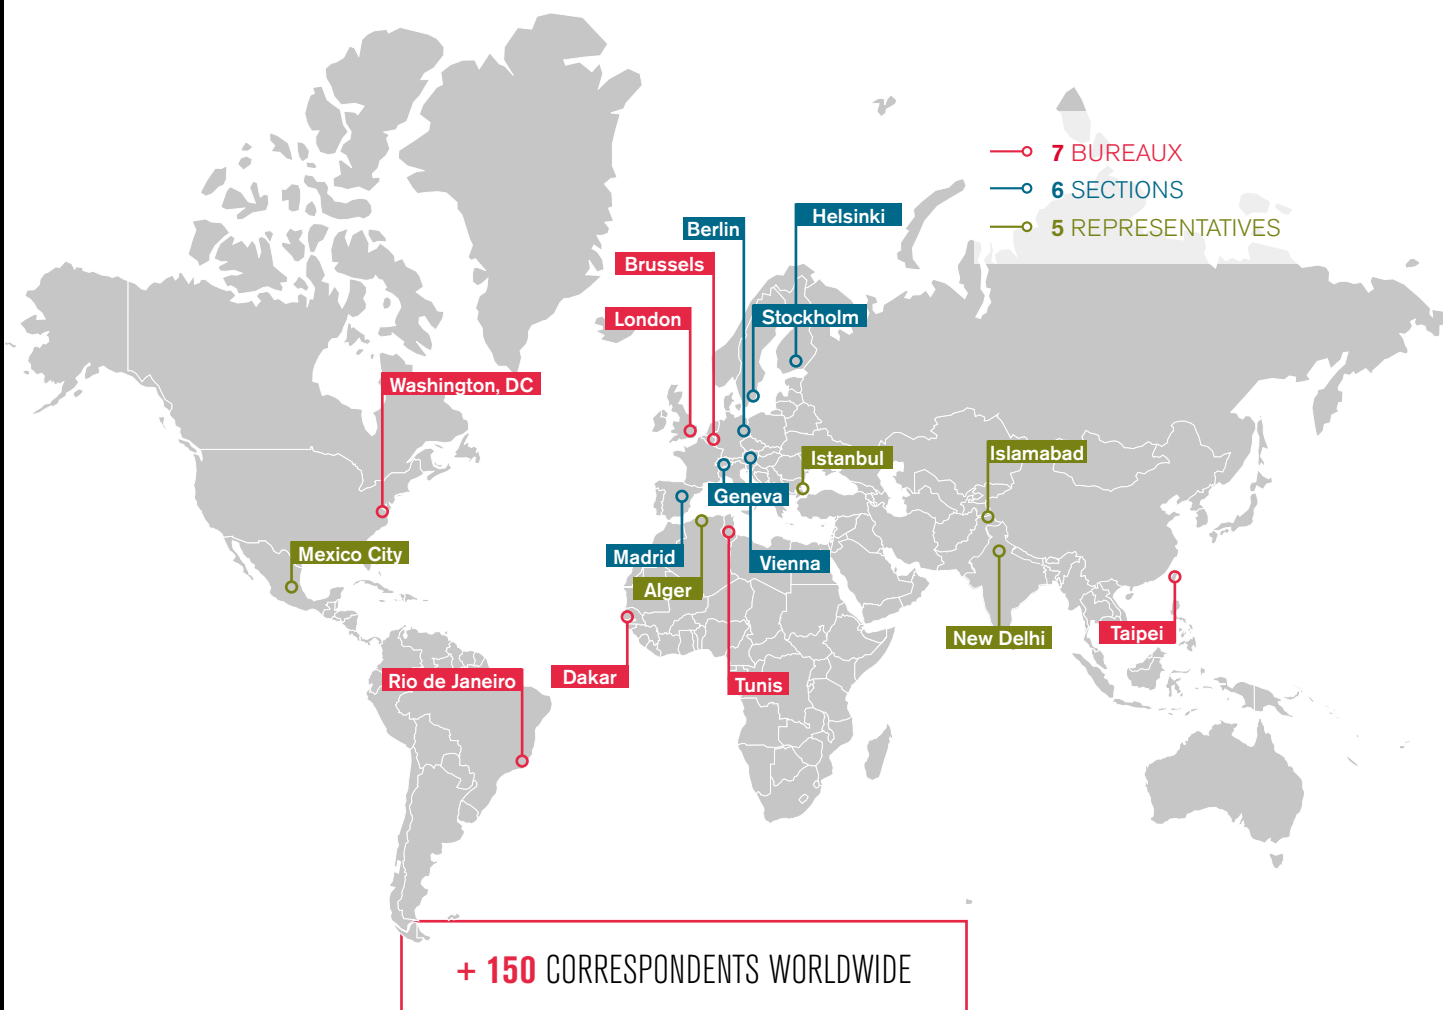 7 BUREAUX
6 SECTIONS
5 REPRESENTATIVES
Helsinki
Berlin
Brussels
London
Stockholm
Washington, DC
Istanbul
Islamabad
Geneva
Mexico City
Madrid
Vienna
Alger
New Delhi
Taipei
Rio de Janeiro
Dakar
Tunis
+ 150 CORRESPONDENTS WORLDWIDE